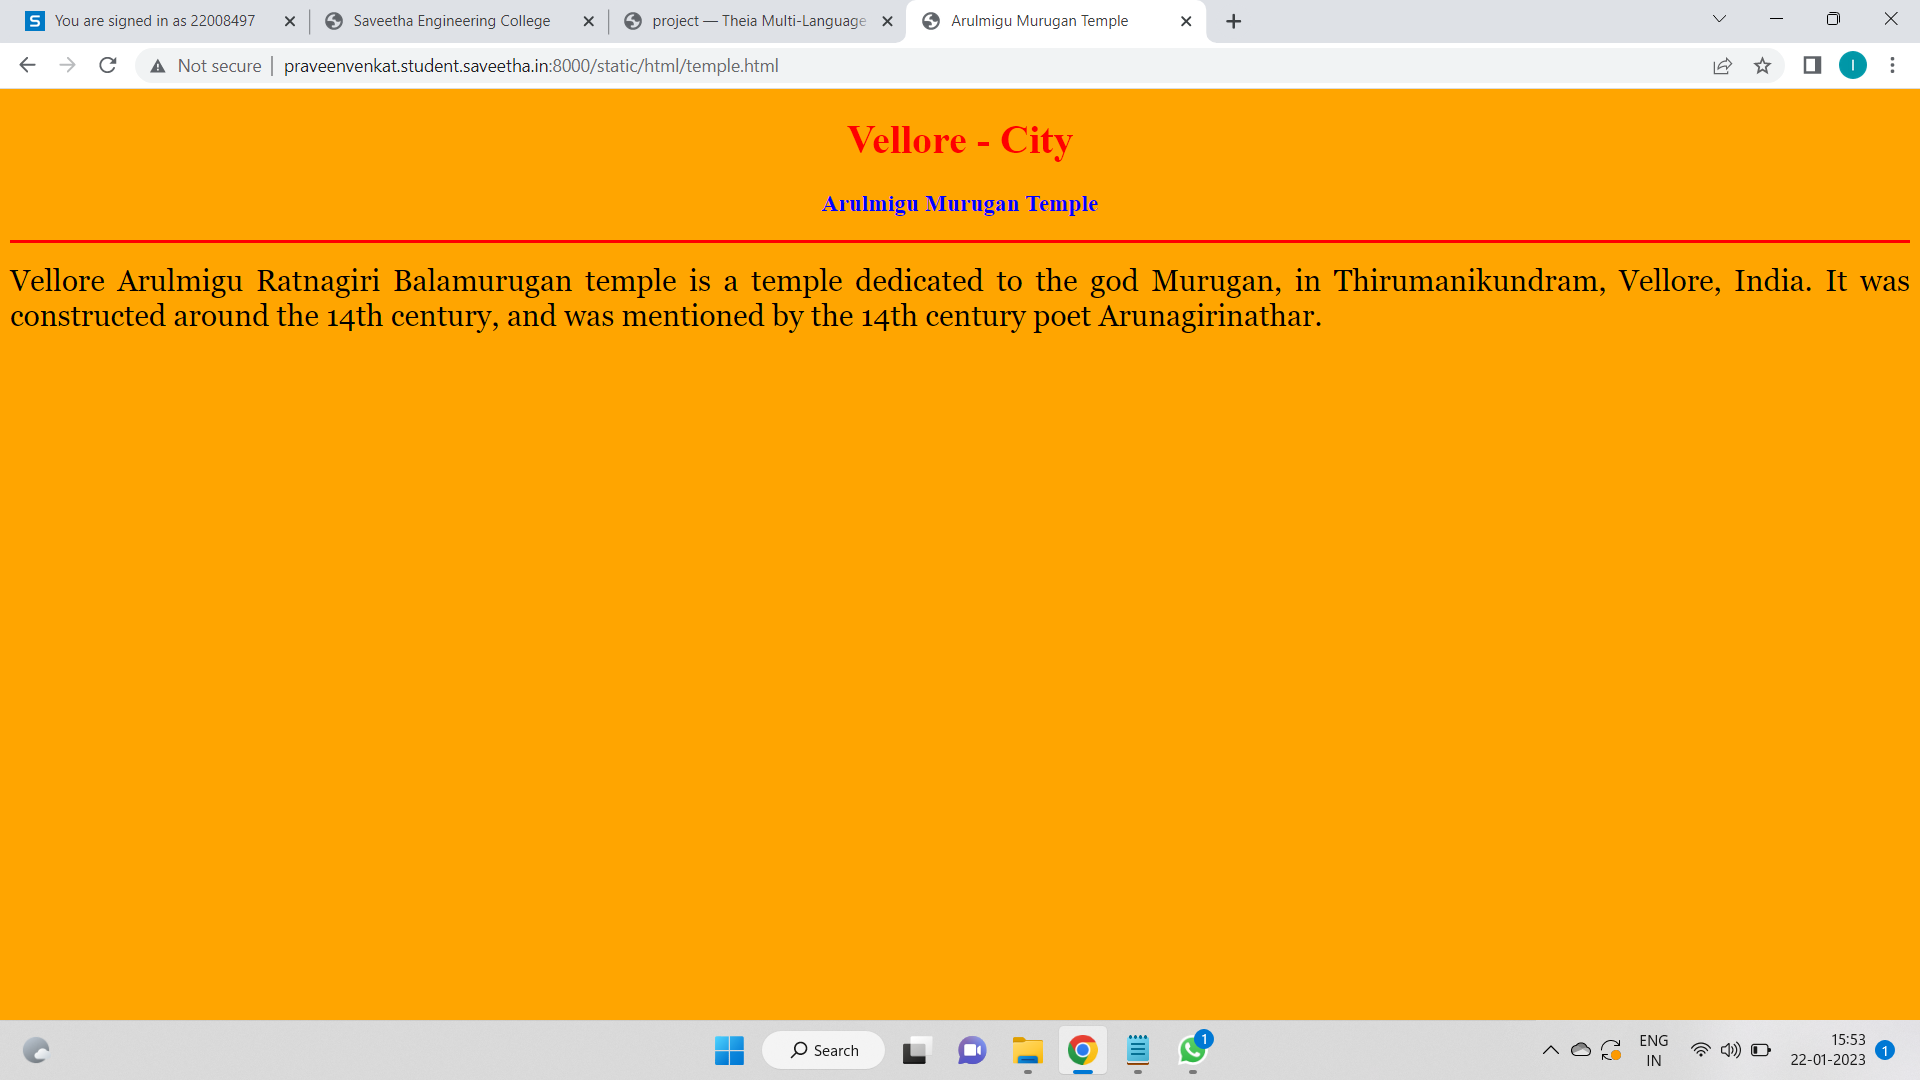 You are signed in as 22008497
Saveetha Engineering College
project — Theia Multi-Language
Arulmigu Murugan Temple
Not secure
praveenvenkat.student.saveetha.in:8000/static/html/temple.html
I
Vellore - City
Arulmigu Murugan Temple
Vellore Arulmigu Ratnagiri Balamurugan temple is a temple dedicated to the god Murugan, in Thirumanikundram, Vellore, India. It was
constructed around the 14th century, and was mentioned by the 14th century poet Arunagirinathar.
Search
1
ENG
IN
15:53
22-01-2023
1